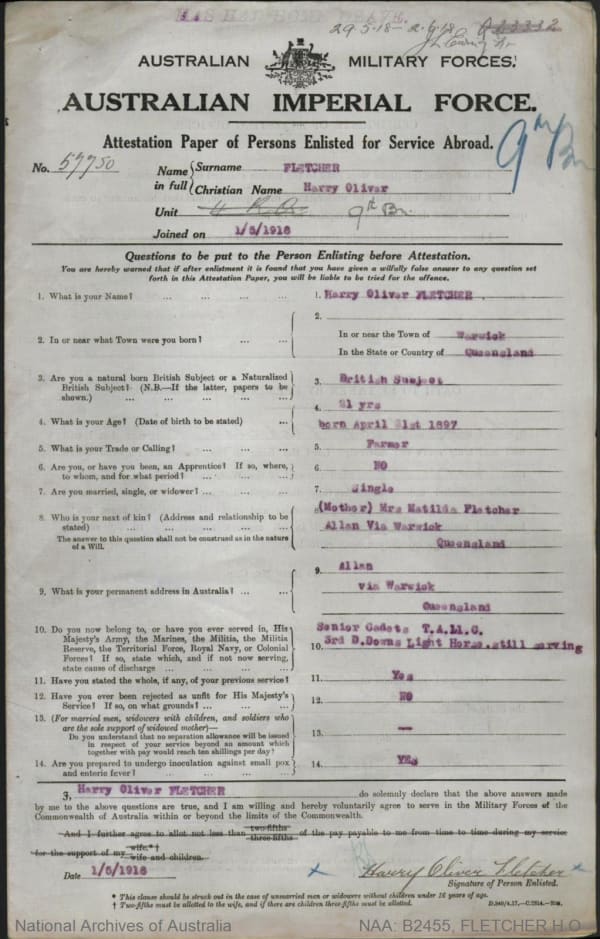 HAS HAD HOME LEAVE.
29.5.18 — 2.6.18
AUSTRALIAN MILITARY FORCES.
AUSTRALIAN IMPERIAL FORCE.
Attestation Paper of Persons Enlisted for Service Abroad.
No. 57750
Name in full { Surname FLETCHER
Christian Name Harry Oliver
Unit 9th Bn.
Joined on 1/5/1918
9th Bn
Questions to be put to the Person Enlisting before Attestation.
You are hereby warned that if after enlistment it is found that you have given a wilfully false answer to any question set
forth in this Attestation Paper, you will be liable to be tried for the offence.
1. What is your Name? ... ... ... ... 1. Harry Oliver FLETCHER.
2. In or near what Town were you born? ... ... 2. In or near the Town of Warwick
In the State or Country of Queensland
3. Are you a natural born British Subject or a Naturalized
British Subject? (N.B.—If the latter, papers to be
shown.) ... ... ... ... ... 3. British Subject
4. What is your Age? (Date of birth to be stated) ... 4. 21 yrs
born April 21st 1897
5. What is your Trade or Calling? ... ... ... 5. Farmer
6. Are you, or have you been, an Apprentice? If so, where,
to whom, and for what period? ... ... ... 6. NO
7. Are you married, single, or widower? ... ... ... 7. Single
8. Who is your next of kin? (Address and relationship to be
stated) ... ... ... ... ...
The answer to this question shall not be construed as in the nature
of a Will.
8. (Mother) Mrs Matilda Fletcher
Allan Via Warwick
Queensland
9. What is your permanent address in Australia? ... ... 9. Allan
via Warwick
Queensland
10. Do you now belong to, or have you ever served in, His
Majesty's Army, the Marines, the Militia, the Militia
Reserve, the Territorial Force, Royal Navy, or Colonial
Forces? If so, state which, and if not now serving,
state cause of discharge ... ... ... ...
10. Senior Cadets T.A.M.C.
3rd D.Downs Light Horse.still serving
11. Have you stated the whole, if any, of your previous service? 11. Yes
12. Have you ever been rejected as unfit for His Majesty's
Service? If so, on what grounds? ... ... ... 12. NO
13. (For married men, widowers with children, and soldiers who
are the sole support of widowed mother)—
Do you understand that no separation allowance will be issued
in respect of your service beyond an amount which
together with pay would reach ten shillings per day?
13. —
14. Are you prepared to undergo inoculation against small pox
and enteric fever? ... ... ... ... 14. YES
I, Harry Oliver FLETCHER do solemnly declare that the above answers made
by me to the above questions are true, and I am willing and hereby voluntarily agree to serve in the Military Forces of the
Commonwealth of Australia within or beyond the limits of the Commonwealth.
And I further agree to allot not less than two-fifths three-fifths of the pay payable to me from time to time during my service
for the support of my wife.*† wife and children.
Date 1/5/1918
Harry Oliver Fletcher
Signature of Person Enlisted.
* This clause should be struck out in the case of unmarried men or widowers without children under 16 years of age.
† Two-fifths must be allotted to the wife, and if there are children three-fifths must be allotted.
National Archives of Australia
NAA: B2455, FLETCHER H O